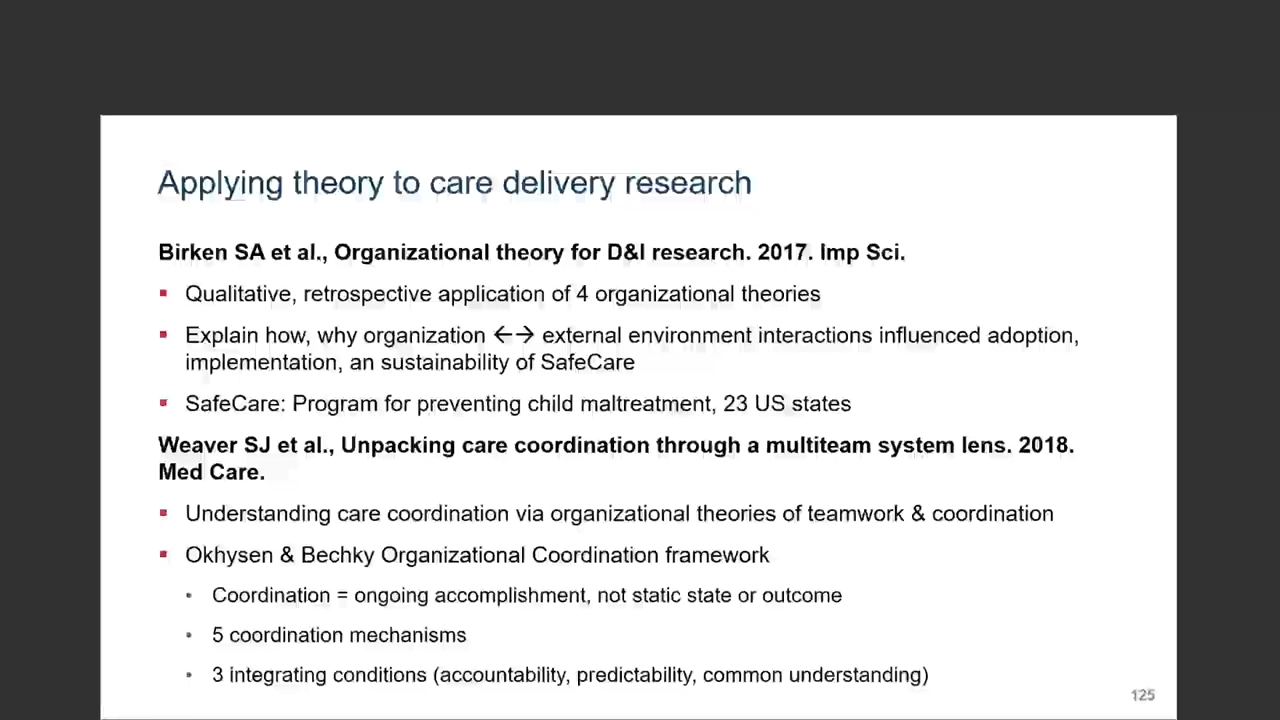 Applying theory to care delivery research
Birken SA et al., Organizational theory for D&I research. 2017. Imp Sci.
▪ Qualitative, retrospective application of 4 organizational theories
▪ Explain how, why organization ←→ external environment interactions influenced adoption,
implementation, an sustainability of SafeCare
▪ SafeCare: Program for preventing child maltreatment, 23 US states
Weaver SJ et al., Unpacking care coordination through a multiteam system lens. 2018.
Med Care.
▪ Understanding care coordination via organizational theories of teamwork & coordination
▪ Okhysen & Bechky Organizational Coordination framework
• Coordination = ongoing accomplishment, not static state or outcome
• 5 coordination mechanisms
• 3 integrating conditions (accountability, predictability, common understanding)
125